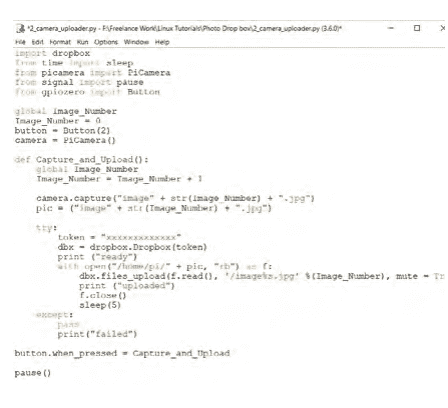 *2_camera_uploader.py - F:\Freelance Work\Linux Tutorials\Photo Drop box\2_camera_uploader.py (3.6.0)*
File Edit Format Run Options Window Help
import dropbox
from time import sleep
from picamera import PiCamera
from signal import pause
from gpiozero import Button

global Image_Number
Image_Number = 0
button = Button(2)
camera = PiCamera()

def Capture_and_Upload():
    global Image_Number
    Image_Number = Image_Number + 1

    camera.capture("image" + str(Image_Number) + ".jpg")
    pic = ("image" + str(Image_Number) + ".jpg")

    try:
        token = "xxxxxxxxxxxxx"
        dbx = dropbox.Dropbox(token)
        print ("ready")
        with open("/home/pi/" + pic, "rb") as f:
            dbx.files_upload(f.read(), '/image%s.jpg' %(Image_Number), mute = Tr
            print ("uploaded")
            f.close()
            sleep(5)
    except:
        pass
        print("failed")

button.when_pressed = Capture_and_Upload

pause()